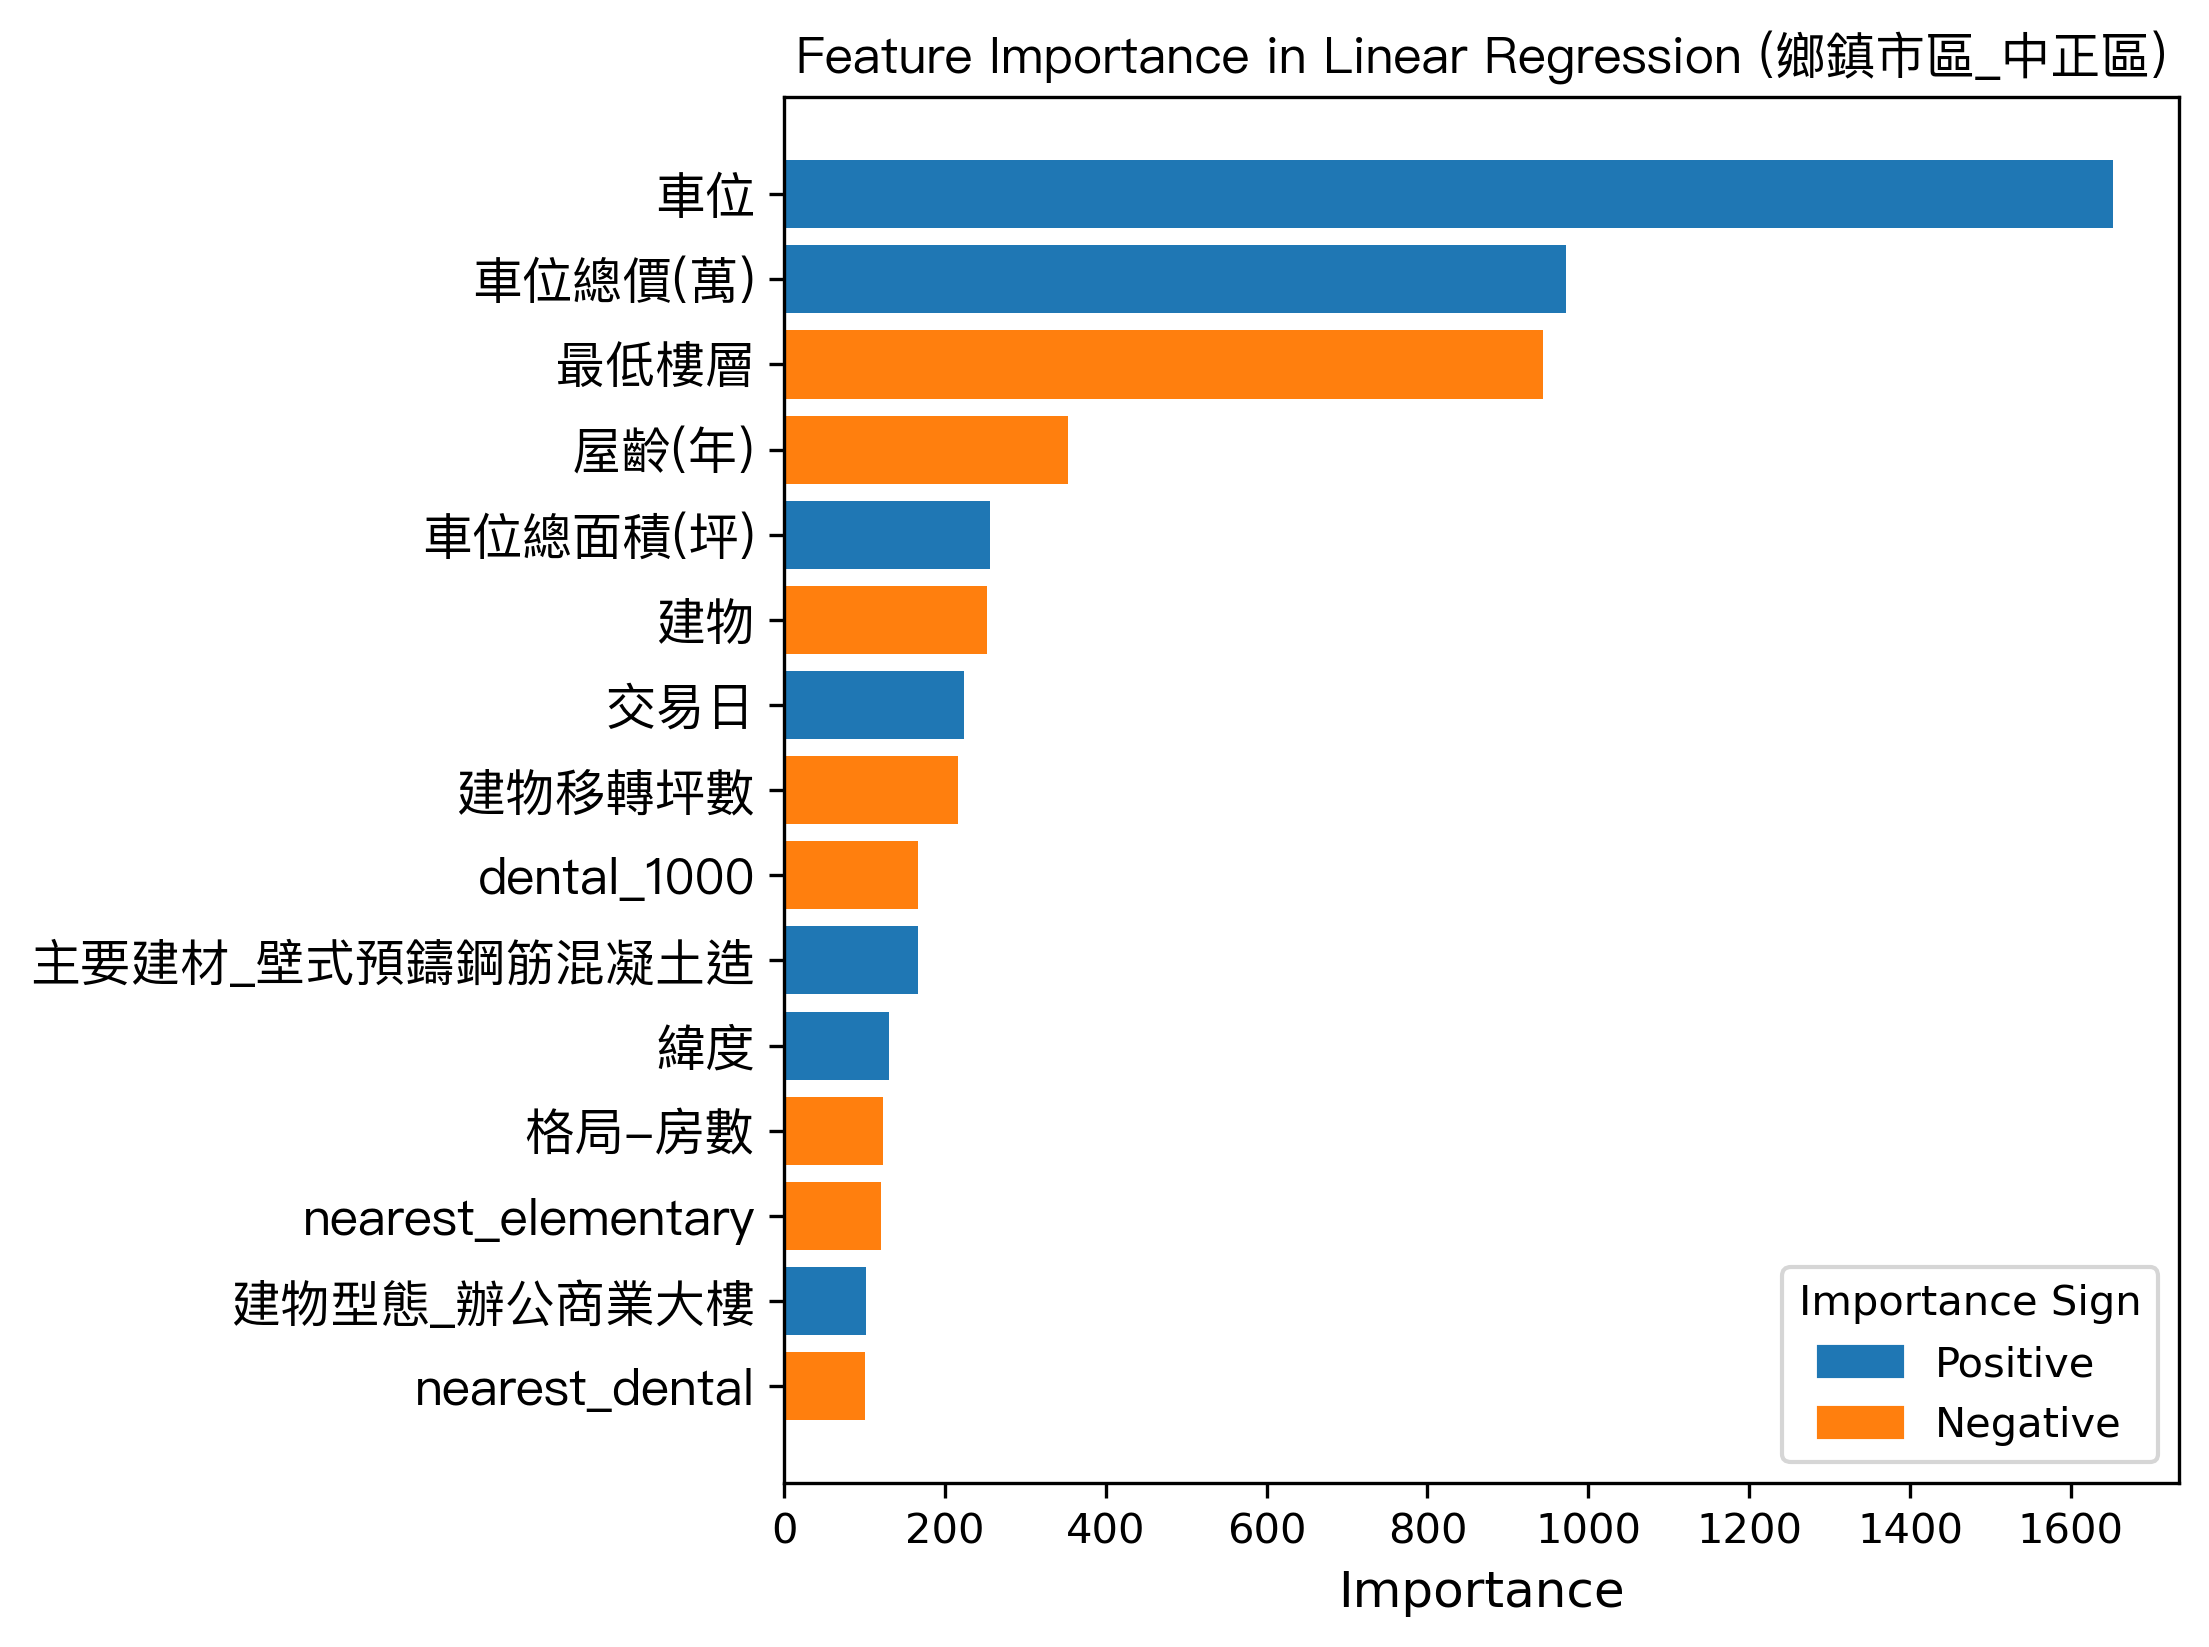 Feature Importance in Linear Regression (鄉鎮市區_中正區)
車位
車位總價(萬)
最低樓層
屋齡(年)
車位總面積(坪)
建物
交易日
建物移轉坪數
dental_1000
主要建材_壁式預鑄鋼筋混凝土造
緯度
格局–房數
nearest_elementary
建物型態_辦公商業大樓
nearest_dental
Importance Sign
Positive
Negative
0 200 400 600 800 1000 1200 1400 1600
Importance